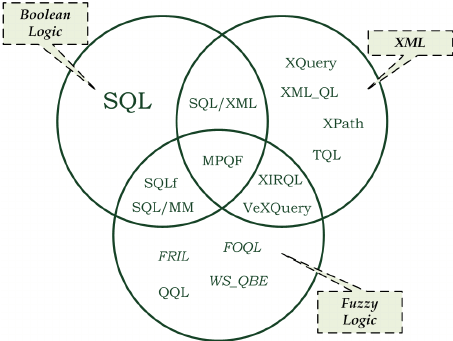 Boolean
Logic
XML
XQuery
SQL
SQL/XML
XML_QL
XPath
MPQF
TQL
SQLf
XIRQL
SQL/MM
VeXQuery
FRIL
FOQL
QQL
WS_QBE
Fuzzy
Logic